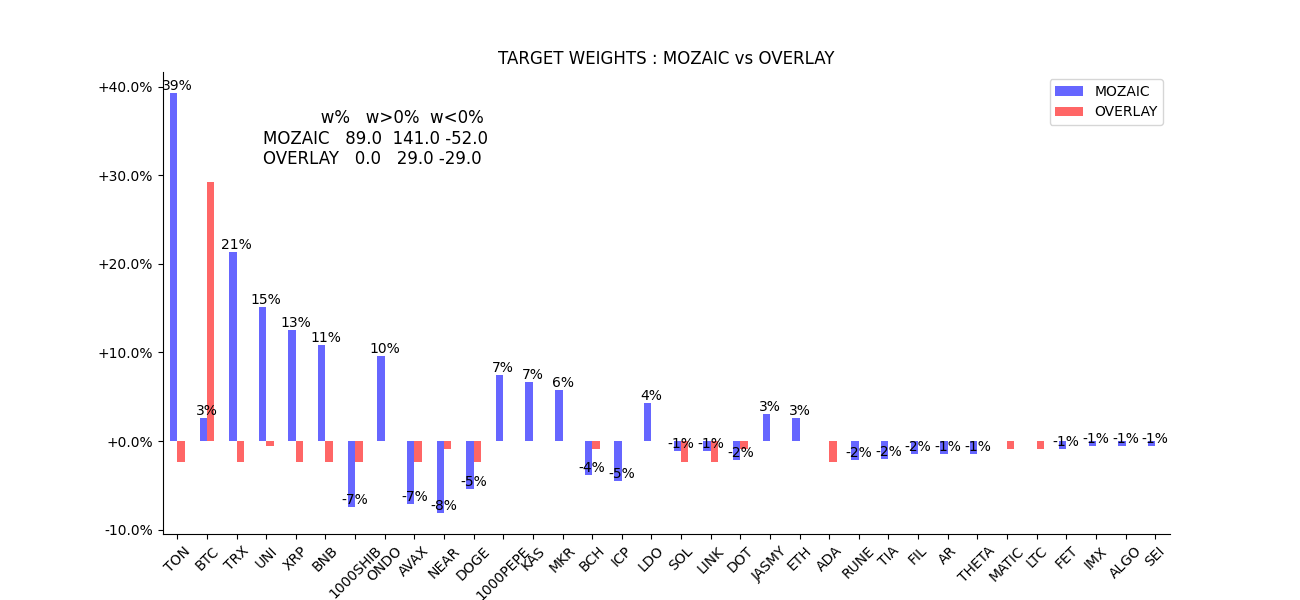 TARGET WEIGHTS : MOZAIC vs OVERLAY
+40.0%
+30.0%
+20.0%
+10.0%
+0.0%
-10.0%
MOZAIC
OVERLAY
w% w>0% w<0%
MOZAIC 89.0 141.0 -52.0
OVERLAY 0.0 29.0 -29.0
39%
3%
21%
15%
13%
11%
-7%
10%
-7%
-8%
-5%
7%
7%
6%
-4%
-5%
4%
-1%
-1%
-2%
3%
3%
-2%
-2%
-2%
-1%
-1%
-1%
-1%
-1%
-1%
TON
BTC
TRX
UNI
XRP
BNB
1000SHIB
ONDO
AVAX
NEAR
DOGE
1000PEPE
KAS
MKR
BCH
ICP
LDO
SOL
LINK
DOT
JASMY
ETH
ADA
RUNE
TIA
FIL
AR
THETA
MATIC
LTC
FET
IMX
ALGO
SEI